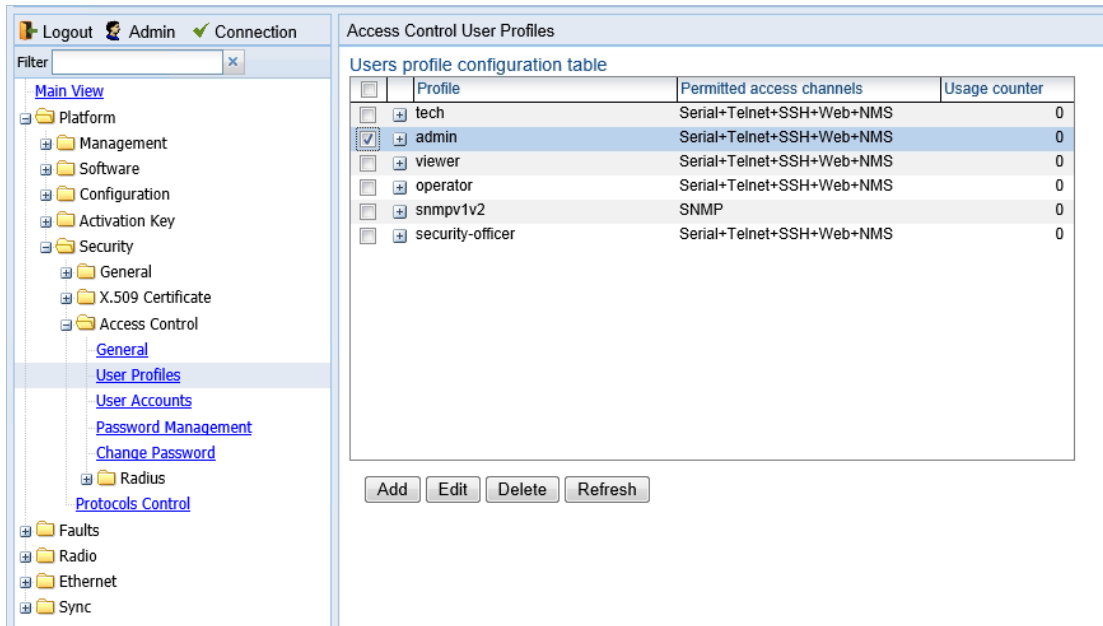 Logout Admin Connection
Filter
Main View
Platform
Management
Software
Configuration
Activation Key
Security
General
X.509 Certificate
Access Control
General
User Profiles
User Accounts
Password Management
Change Password
Radius
Protocols Control
Faults
Radio
Ethernet
Sync
Access Control User Profiles
Users profile configuration table
Profile Permitted access channels Usage counter
tech Serial+Telnet+SSH+Web+NMS 0
admin Serial+Telnet+SSH+Web+NMS 0
viewer Serial+Telnet+SSH+Web+NMS 0
operator Serial+Telnet+SSH+Web+NMS 0
snmpv1v2 SNMP 0
security-officer Serial+Telnet+SSH+Web+NMS 0
Add Edit Delete Refresh